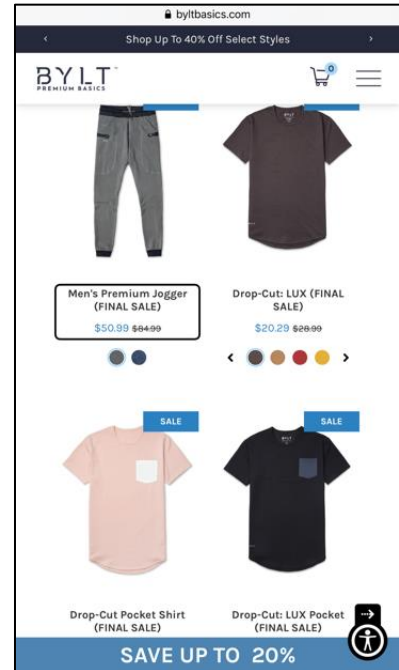 byltbasics.com
Shop Up To 40% Off Select Styles
0
BYLT
PREMIUM BASICS
Men's Premium Jogger
(FINAL SALE)
$50.99 $84.99
Drop-Cut: LUX (FINAL
SALE)
$20.29 $28.99
SALE
SALE
Drop-Cut Pocket Shirt
(FINAL SALE)
Drop-Cut: LUX Pocket
(FINAL SALE)
SAVE UP TO 20%